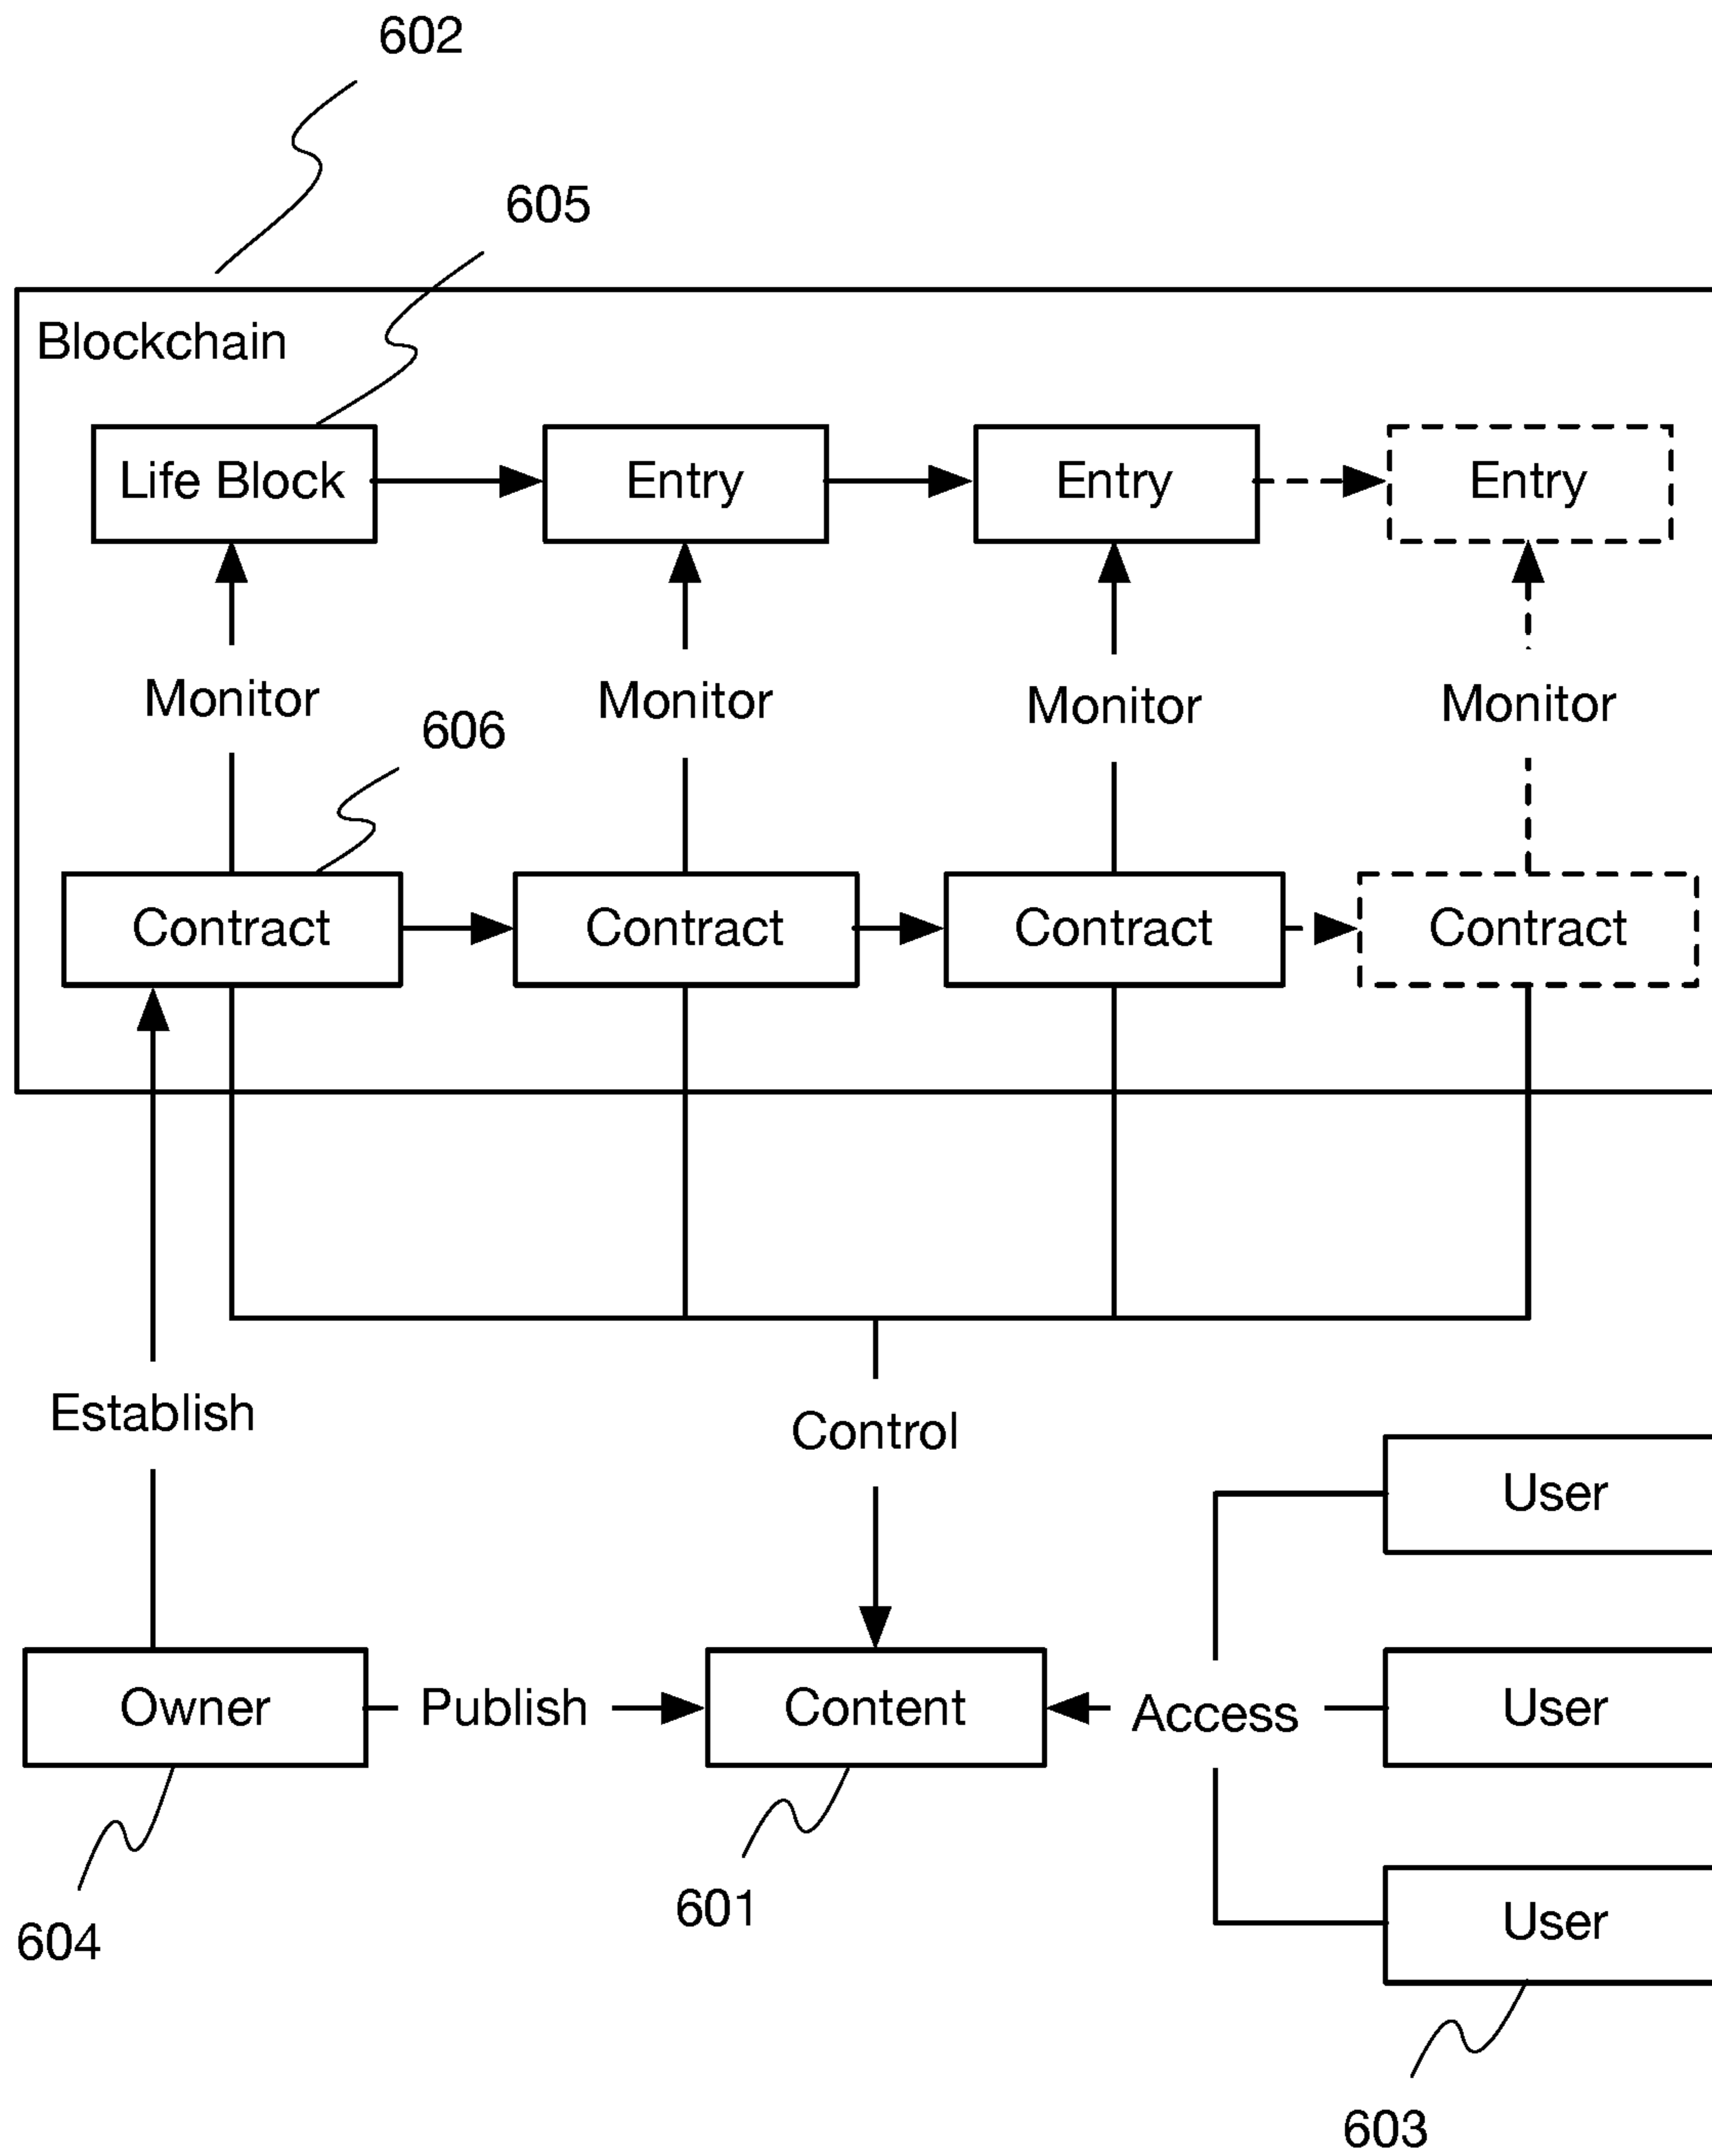 602
605
Blockchain
Life Block
Entry
Entry
Entry
Monitor
Monitor
Monitor
Monitor
606
Contract
Contract
Contract
Contract
Establish
Control
User
Owner
Publish
Content
Access
User
601
User
604
603